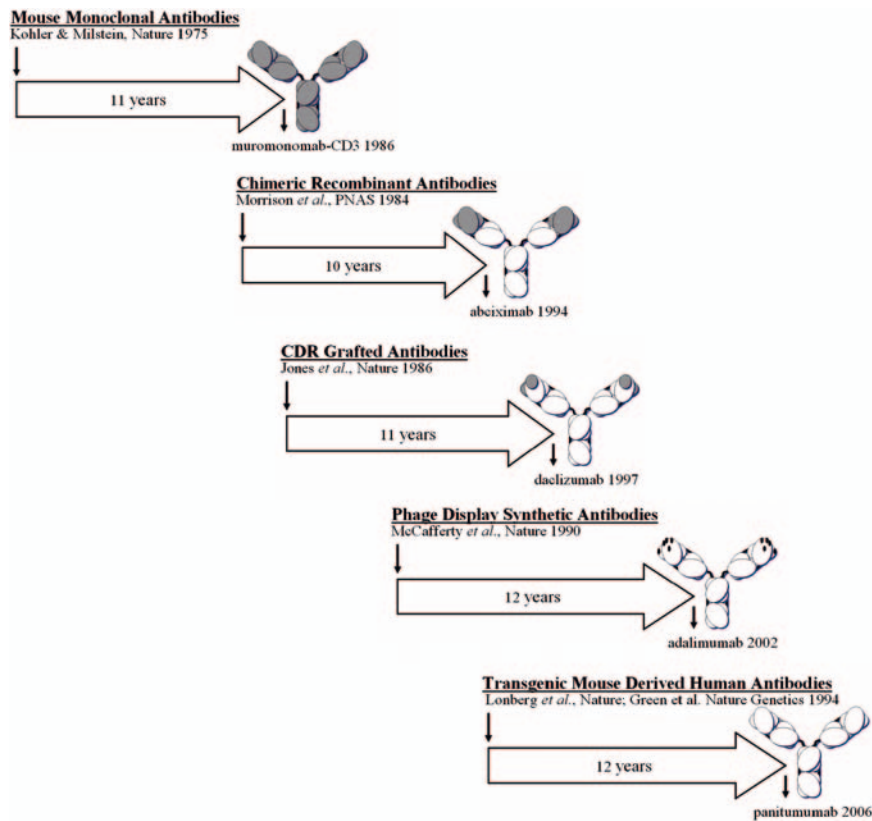 Mouse Monoclonal Antibodies
Kohler & Milstein, Nature 1975
11 years
muromonomab-CD3 1986
Chimeric Recombinant Antibodies
Morrison et al., PNAS 1984
10 years
abciximab 1994
CDR Grafted Antibodies
Jones et al., Nature 1986
11 years
daclizumab 1997
Phage Display Synthetic Antibodies
McCafferty et al., Nature 1990
12 years
adalimumab 2002
Transgenic Mouse Derived Human Antibodies
Lonberg et al., Nature; Green et al. Nature Genetics 1994
12 years
panitumumab 2006